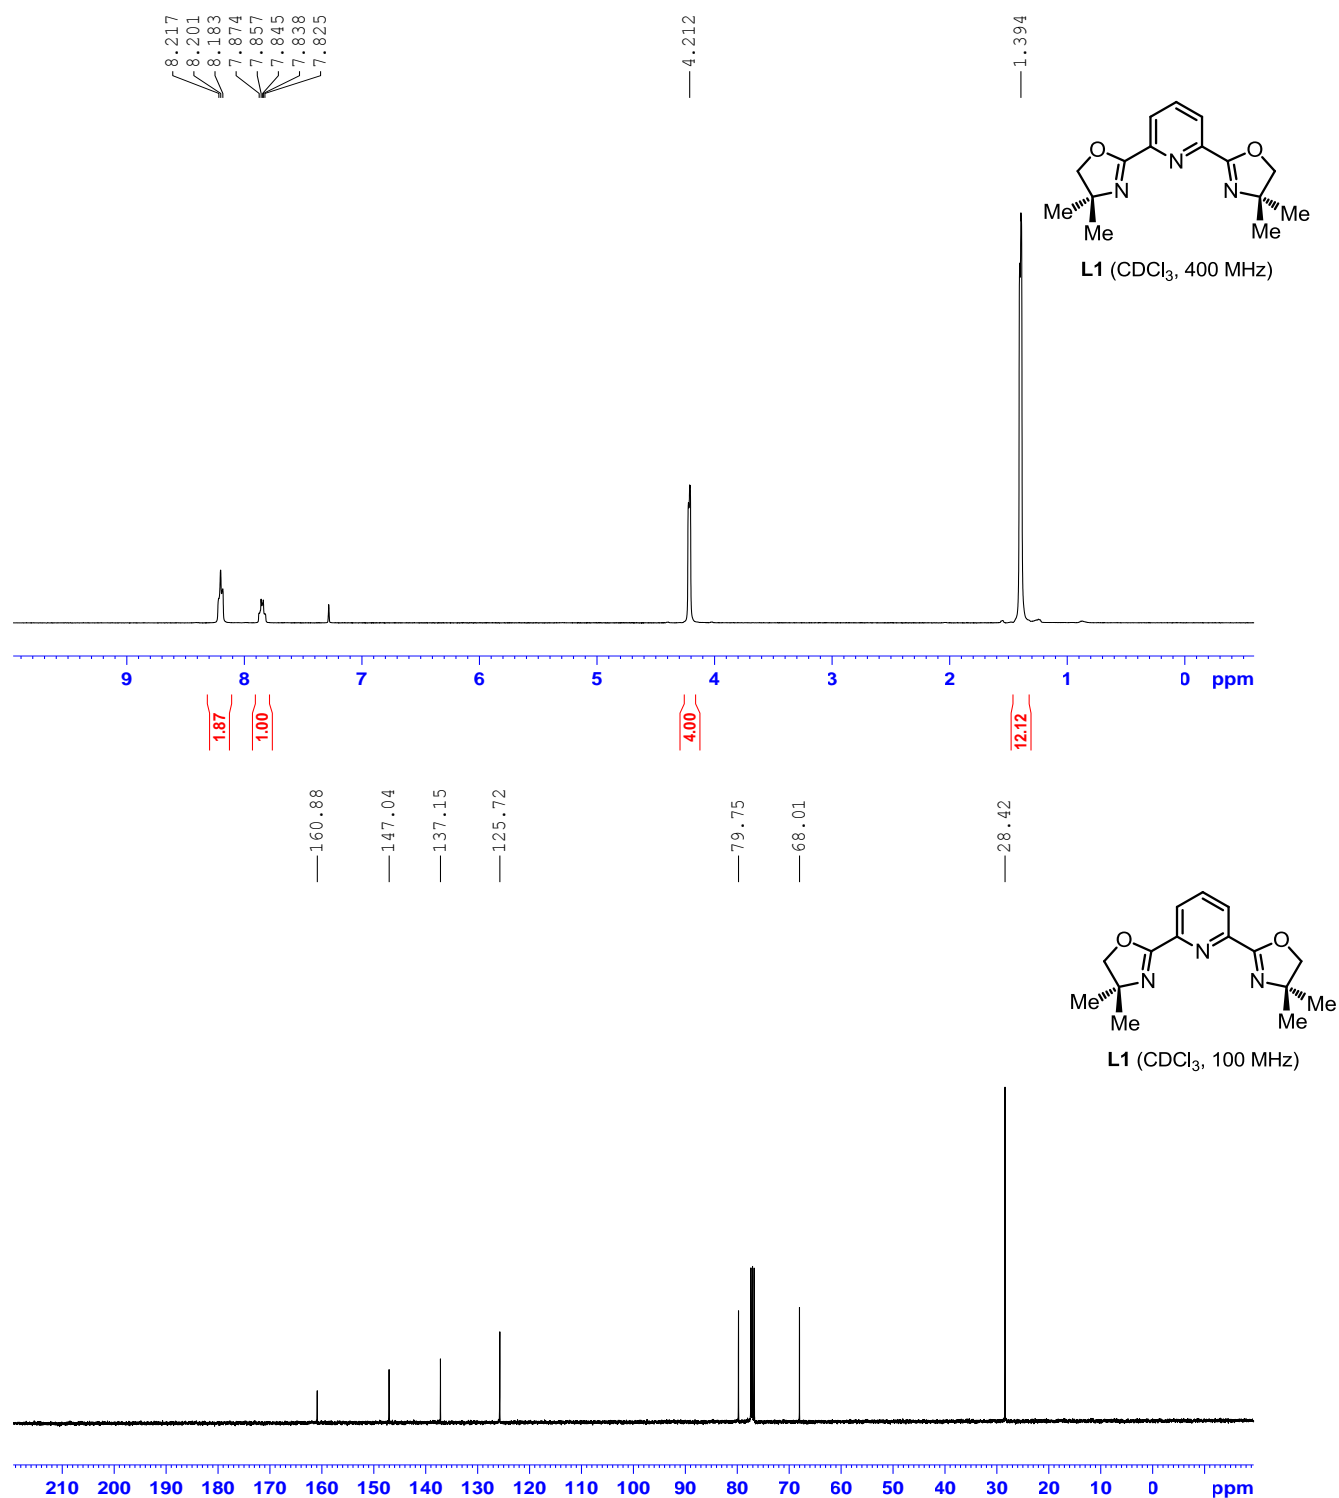 8.217
8.201
8.183
7.874
7.857
7.845
7.838
7.825
4.212
1.394
O
N
O
N
N
Me
Me
Me
Me
L1 (CDCl₃, 400 MHz)
9 8 7 6 5 4 3 2 1 0 ppm
1.87
1.00
4.00
12.12
160.88
147.04
137.15
125.72
79.75
68.01
28.42
O
N
O
N
N
Me
Me
Me
Me
L1 (CDCl₃, 100 MHz)
210 200 190 180 170 160 150 140 130 120 110 100 90 80 70 60 50 40 30 20 10 0 ppm